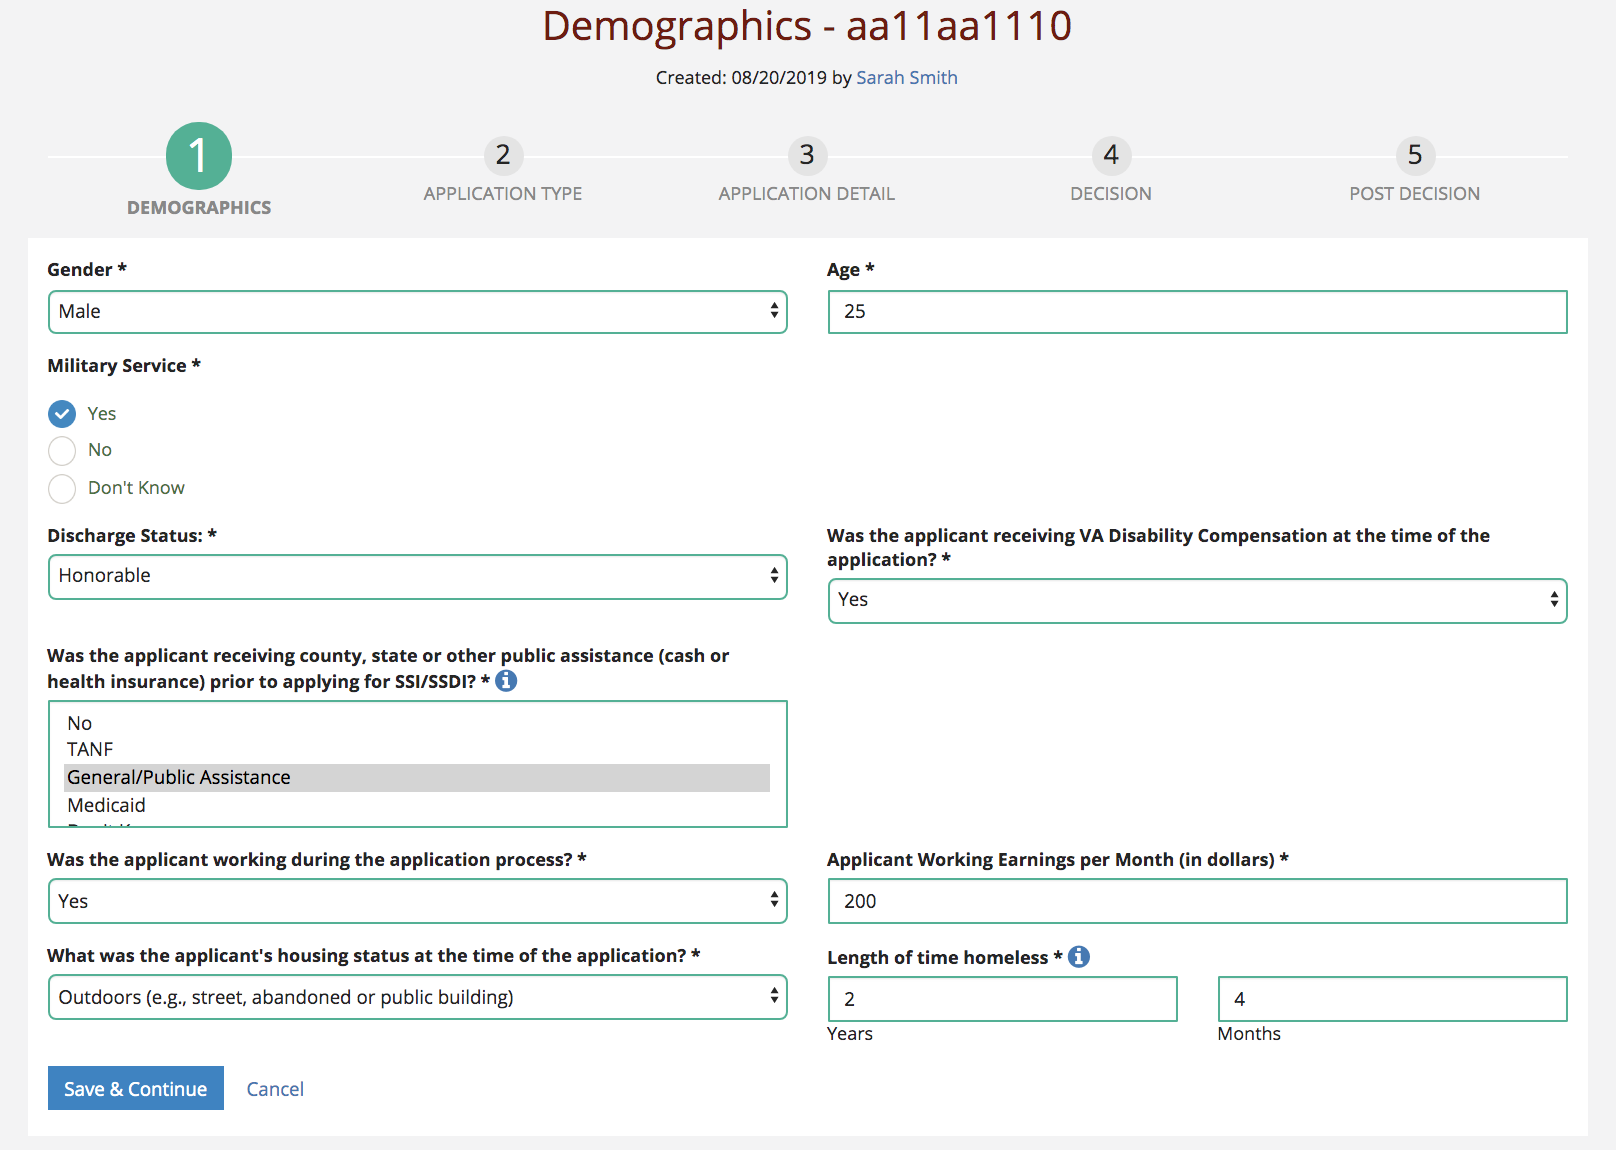 Demographics - aa11aa1110
Created: 08/20/2019 by Sarah Smith
1
2
3
4
5
DEMOGRAPHICS
APPLICATION TYPE
APPLICATION DETAIL
DECISION
POST DECISION
Gender *
Age *
Male
25
Military Service *
Yes
No
Don't Know
Discharge Status: *
Was the applicant receiving VA Disability Compensation at the time of the
application? *
Honorable
Yes
Was the applicant receiving county, state or other public assistance (cash or
health insurance) prior to applying for SSI/SSDI? * i
No
TANF
General/Public Assistance
Medicaid
Was the applicant working during the application process? *
Applicant Working Earnings per Month (in dollars) *
Yes
200
What was the applicant's housing status at the time of the application? *
Length of time homeless * i
Outdoors (e.g., street, abandoned or public building)
2
4
Years
Months
Save & Continue
Cancel